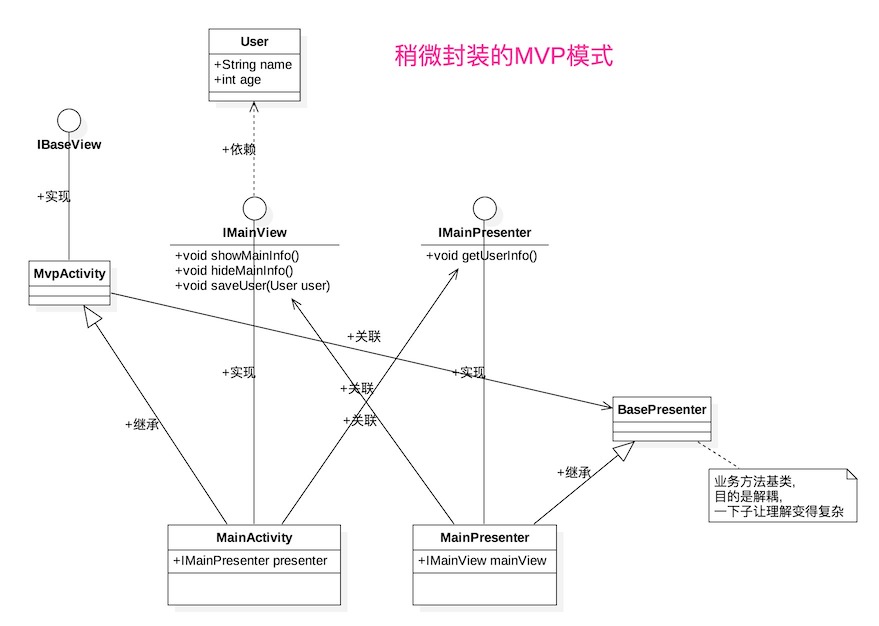 稍微封装的MVP模式
User
+String name
+int age
IBaseView
+依赖
+实现
IMainView
+void showMainInfo()
+void hideMainInfo()
+void saveUser(User user)
IMainPresenter
+void getUserInfo()
MvpActivity
+关联
+实现
+实现
+关联
+关联
+继承
BasePresenter
+继承
业务方法基类,
目的是解耦,
一下子让理解变得复杂
MainActivity
+IMainPresenter presenter
MainPresenter
+IMainView mainView